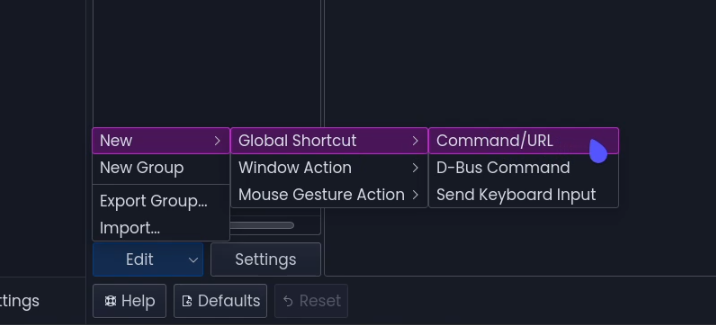 New
Global Shortcut
Command/URL
New Group
Window Action
D-Bus Command
Export Group...
Mouse Gesture Action
Send Keyboard Input
Import...
Edit
Settings
ttings
Help
Defaults
Reset